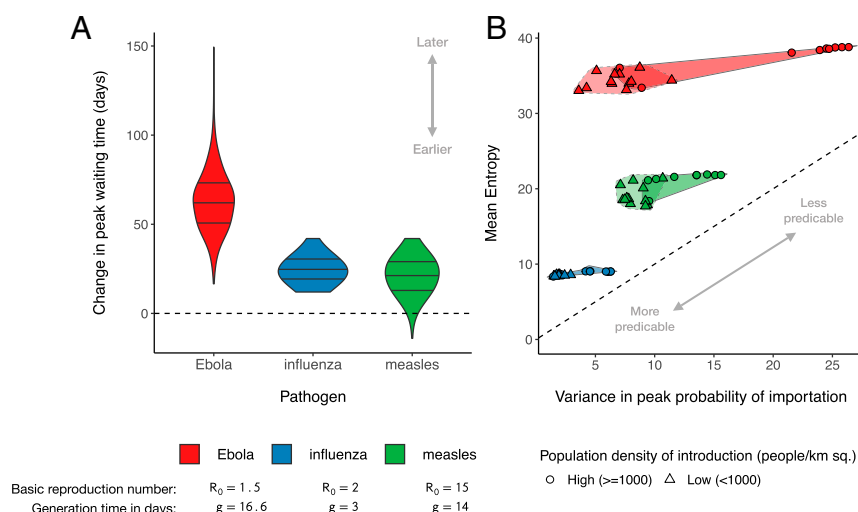 A
B
Change in peak waiting time (days)
150
100
50
0
Later
Earlier
Ebola
influenza
measles
Pathogen
Mean Entropy
40
30
20
10
0
Less
predicable
More
predicable
5
10
15
20
25
Variance in peak probability of importation
Ebola
influenza
measles
Basic reproduction number:
R₀ = 1.5
R₀ = 2
R₀ = 15
Generation time in days:
g = 16.6
g = 3
g = 14
Population density of introduction (people/km sq.)
High (>=1000)
Low (<1000)